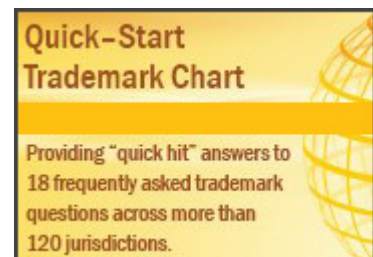 Quick-Start
Trademark Chart
Providing “quick hit” answers to
18 frequently asked trademark
questions across more than
120 jurisdictions.